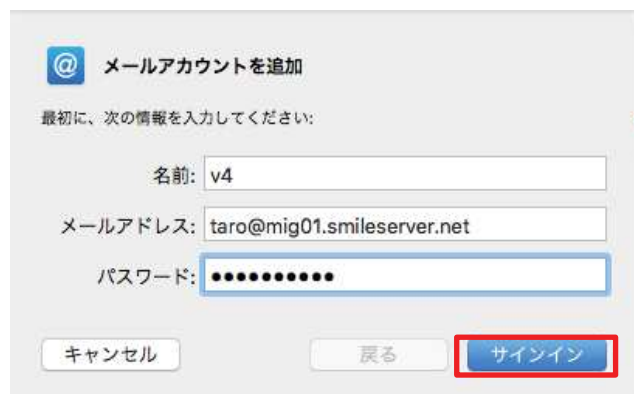 メールアカウントを追加
最初に、次の情報を入力してください:
名前: v4
メールアドレス: taro@mig01.smileserver.net
パスワード: ●●●●●●●●●●
キャンセル 戻る サインイン